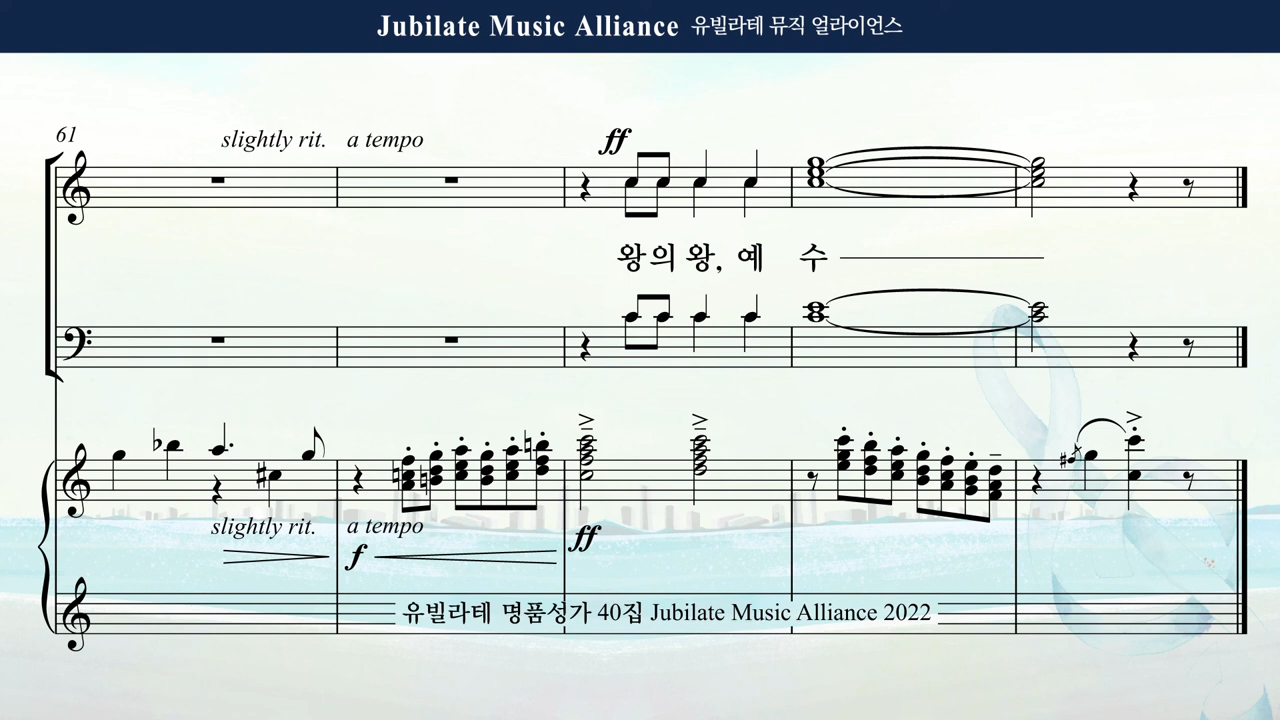 Jubilate Music Alliance 유빌라테 뮤직 얼라이언스
61
slightly rit. a tempo
ff
왕의 왕, 예 수
slightly rit. a tempo
f
ff
유빌라테 명품성가 40집 Jubilate Music Alliance 2022